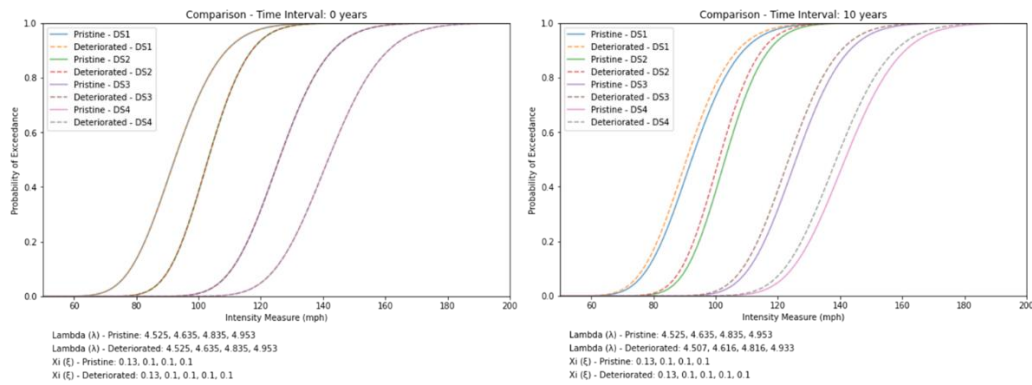 Comparison - Time Interval: 0 years
Probability of Exceedance
1.0
0.8
0.6
0.4
0.2
0.0
Pristine - DS1
Deteriorated - DS1
Pristine - DS2
Deteriorated - DS2
Pristine - DS3
Deteriorated - DS3
Pristine - DS4
Deteriorated - DS4
60 80 100 120 140 160 180 200
Intensity Measure (mph)
Lambda (λ) - Pristine: 4.525, 4.635, 4.835, 4.953
Lambda (λ) - Deteriorated: 4.525, 4.635, 4.835, 4.953
Xi (ξ) - Pristine: 0.13, 0.1, 0.1, 0.1
Xi (ξ) - Deteriorated: 0.13, 0.1, 0.1, 0.1, 0.1
Comparison - Time Interval: 10 years
Probability of Exceedance
1.0
0.8
0.6
0.4
0.2
0.0
Pristine - DS1
Deteriorated - DS1
Pristine - DS2
Deteriorated - DS2
Pristine - DS3
Deteriorated - DS3
Pristine - DS4
Deteriorated - DS4
60 80 100 120 140 160 180 200
Intensity Measure (mph)
Lambda (λ) - Pristine: 4.525, 4.635, 4.835, 4.953
Lambda (λ) - Deteriorated: 4.507, 4.616, 4.816, 4.933
Xi (ξ) - Pristine: 0.13, 0.1, 0.1, 0.1
Xi (ξ) - Deteriorated: 0.13, 0.1, 0.1, 0.1, 0.1